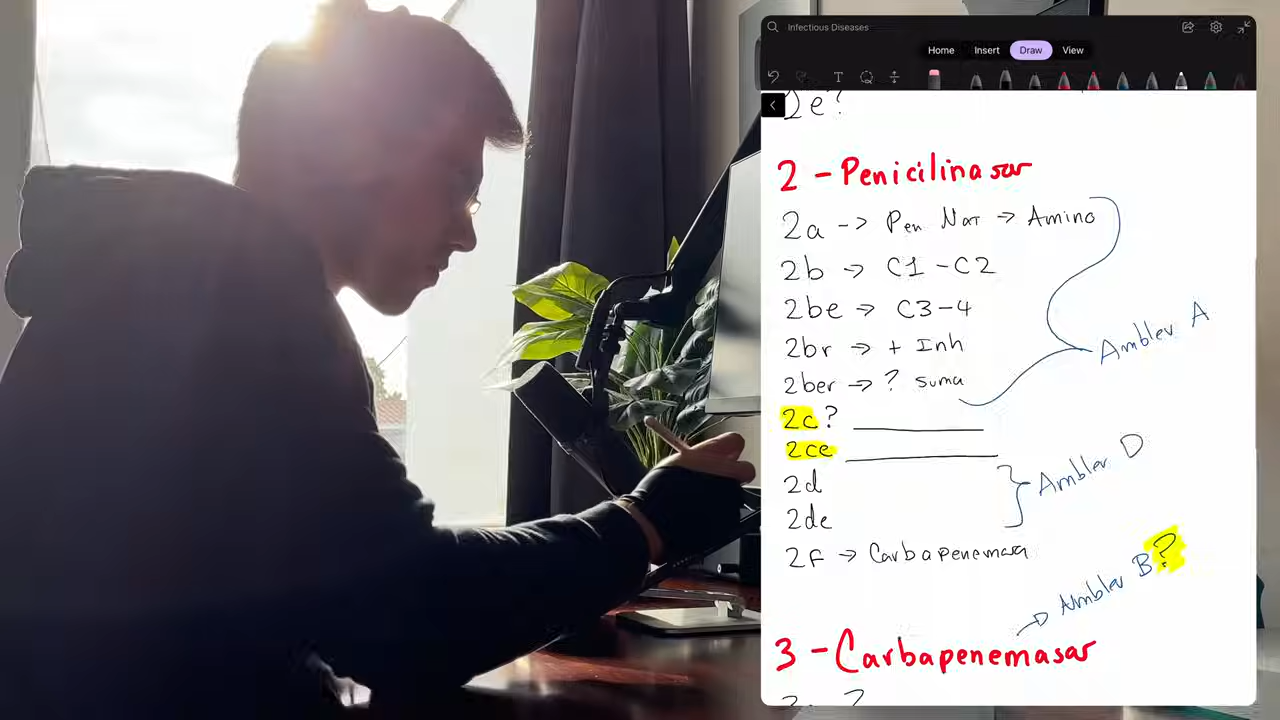 Infectious Diseases
Home Insert Draw View
T
2e?
2 - Penicilinasar
2a -> Pen Nat -> Amino
2b -> C1 - C2
2be -> C3-4
2br -> + Inh
2ber -> ? suma
Ambler A
2c?
2ce
2d
2de
Ambler D
2f -> Carbapenemasa
Ambler B?
3 - Carbapenemasar